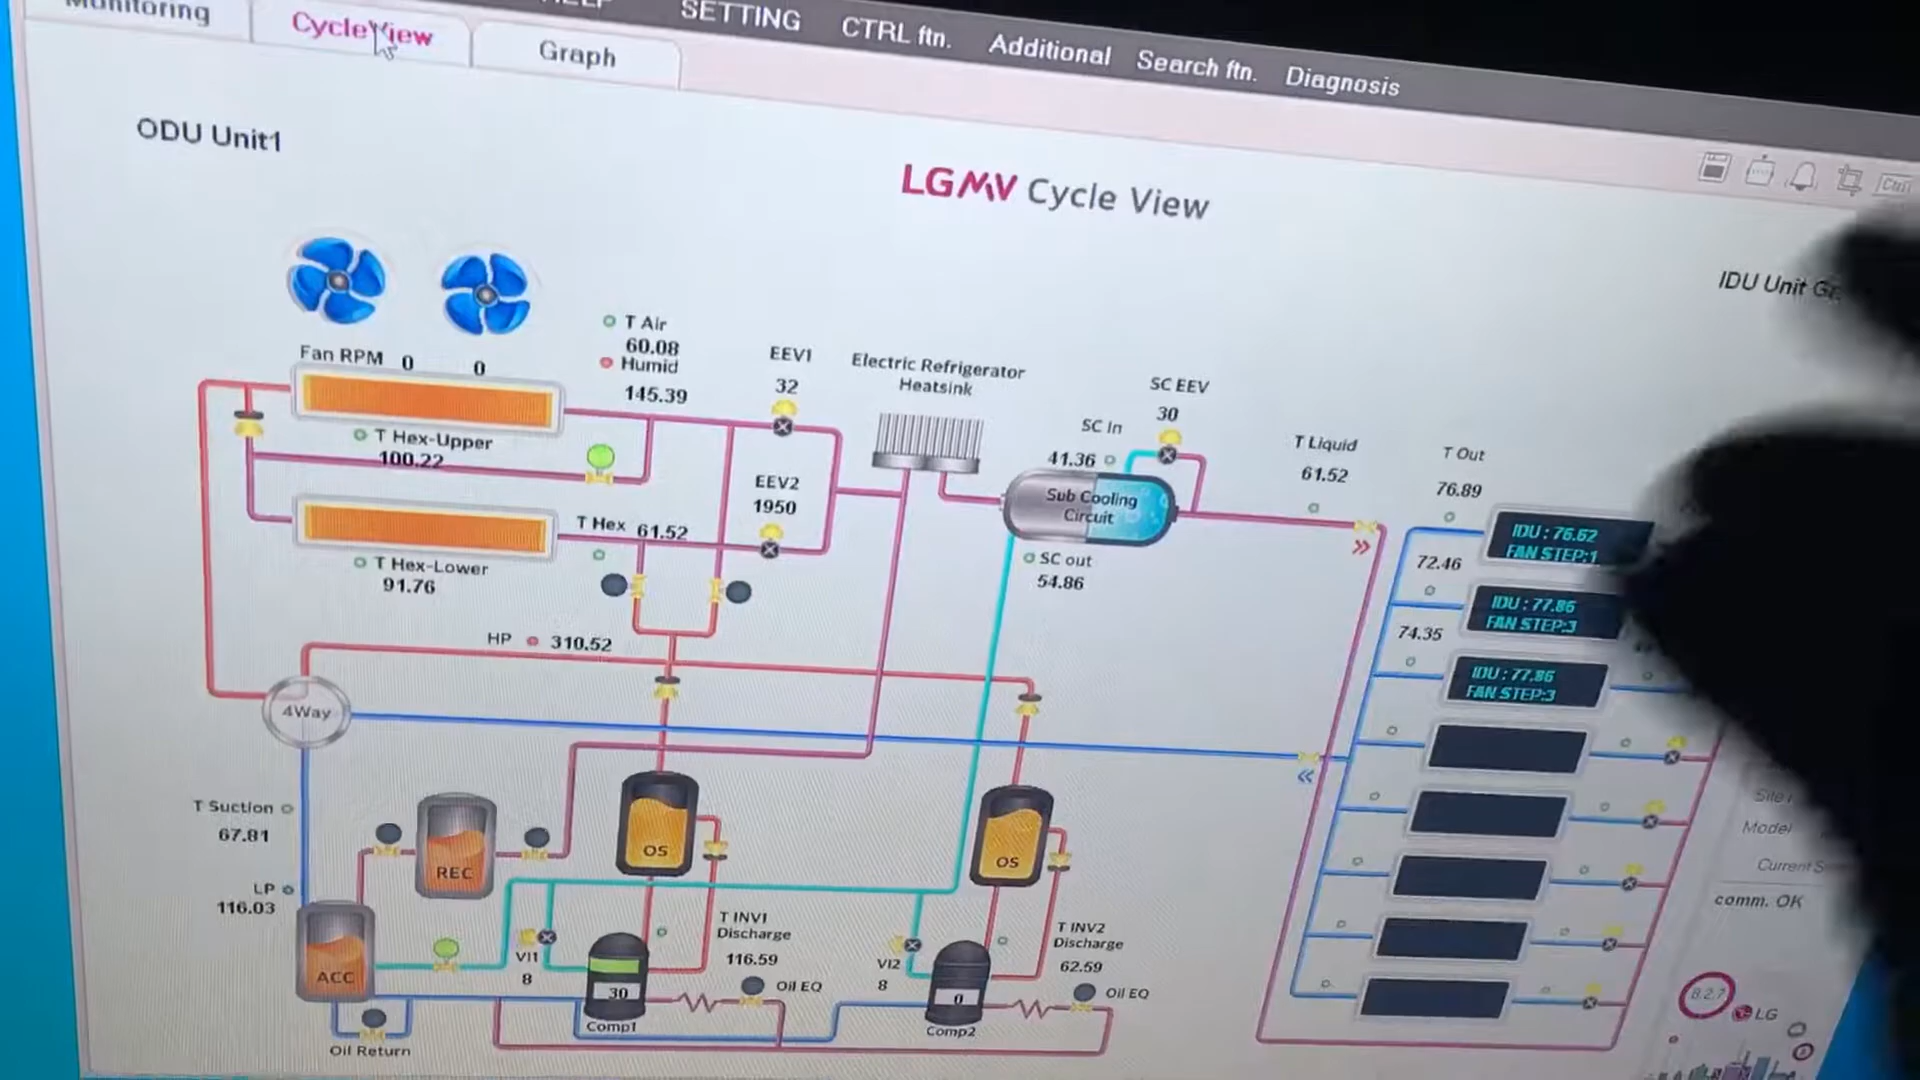 Monitoring
CycleView
Graph
SETTING
CTRL ftn.
Additional
Search ftn.
Diagnosis
ODU Unit1
LGMV Cycle View
IDU Unit
Fan RPM 0 0
T Air
60.08
Humid
145.39
EEV1
32
Electric Refrigerator
Heatsink
SC EEV
30
SC In
41.36
T Liquid
61.52
T Out
76.89
T Hex-Upper
100.22
EEV2
1950
Sub Cooling
Circuit
IDU : 76.62
FAN STEP:1
72.46
T Hex 61.52
T Hex-Lower
91.76
SC out
54.86
IDU : 77.86
FAN STEP:3
74.35
HP 310.52
IDU : 77.86
FAN STEP:3
4Way
T Suction
67.81
REC
OS
OS
LP
116.03
ACC
Model
comm. OK
T INV1
Discharge
116.59
T INV2
Discharge
62.59
VI1
8
VI2
8
30
Comp1
Oil EQ
0
Comp2
Oil EQ
Oil Return
LG